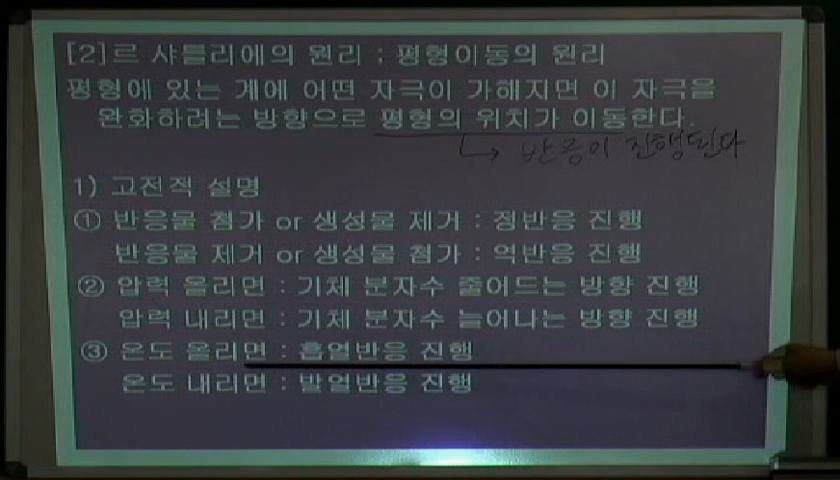 [2]르 샤틀리에의 원리 ; 평형이동의 원리
평형에 있는 계에 어떤 자극이 가해지면 이 자극을
완화하려는 방향으로 평형의 위치가 이동한다.
↳ 반응이 진행된다
1) 고전적 설명
① 반응물 첨가 or 생성물 제거 : 정반응 진행
반응물 제거 or 생성물 첨가 : 역반응 진행
② 압력 올리면 : 기체 분자수 줄어드는 방향 진행
압력 내리면 : 기체 분자수 늘어나는 방향 진행
③ 온도 올리면 : 흡열반응 진행
온도 내리면 : 발열반응 진행